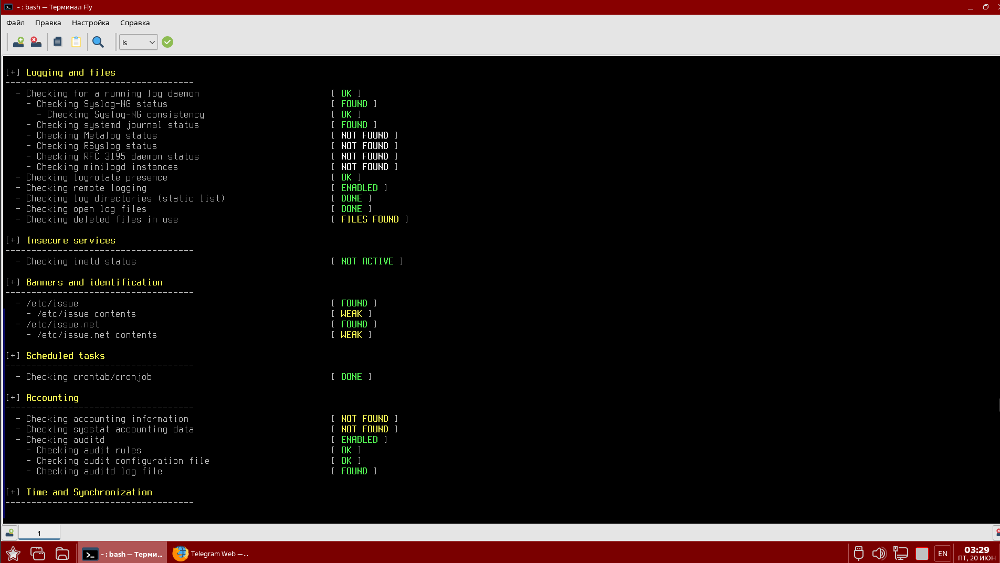 - : bash — Терминал Fly
Файл Правка Настройка Справка
ls
[+] Logging and files
------------------------------------
- Checking for a running log daemon [ OK ]
- Checking Syslog-NG status [ FOUND ]
- Checking Syslog-NG consistency [ OK ]
- Checking systemd journal status [ FOUND ]
- Checking Metalog status [ NOT FOUND ]
- Checking RSyslog status [ NOT FOUND ]
- Checking RFC 3195 daemon status [ NOT FOUND ]
- Checking minilogd instances [ NOT FOUND ]
- Checking logrotate presence [ OK ]
- Checking remote logging [ ENABLED ]
- Checking log directories (static list) [ DONE ]
- Checking open log files [ DONE ]
- Checking deleted files in use [ FILES FOUND ]
[+] Insecure services
------------------------------------
- Checking inetd status [ NOT ACTIVE ]
[+] Banners and identification
------------------------------------
- /etc/issue [ FOUND ]
- /etc/issue contents [ WEAK ]
- /etc/issue.net [ FOUND ]
- /etc/issue.net contents [ WEAK ]
[+] Scheduled tasks
------------------------------------
- Checking crontab/cronjob [ DONE ]
[+] Accounting
------------------------------------
- Checking accounting information [ NOT FOUND ]
- Checking sysstat accounting data [ NOT FOUND ]
- Checking auditd [ ENABLED ]
- Checking audit rules [ OK ]
- Checking audit configuration file [ OK ]
- Checking auditd log file [ FOUND ]
[+] Time and Synchronization
------------------------------------
1
- : bash — Терми... Telegram Web —... EN 03:29
ПТ, 20 ИЮН